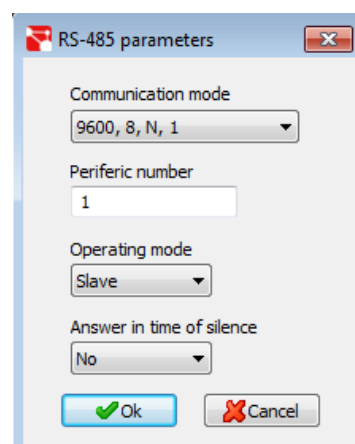 RS-485 parameters
Communication mode
9600, 8, N, 1
Periferic number
1
Operating mode
Slave
Answer in time of silence
No
Ok Cancel